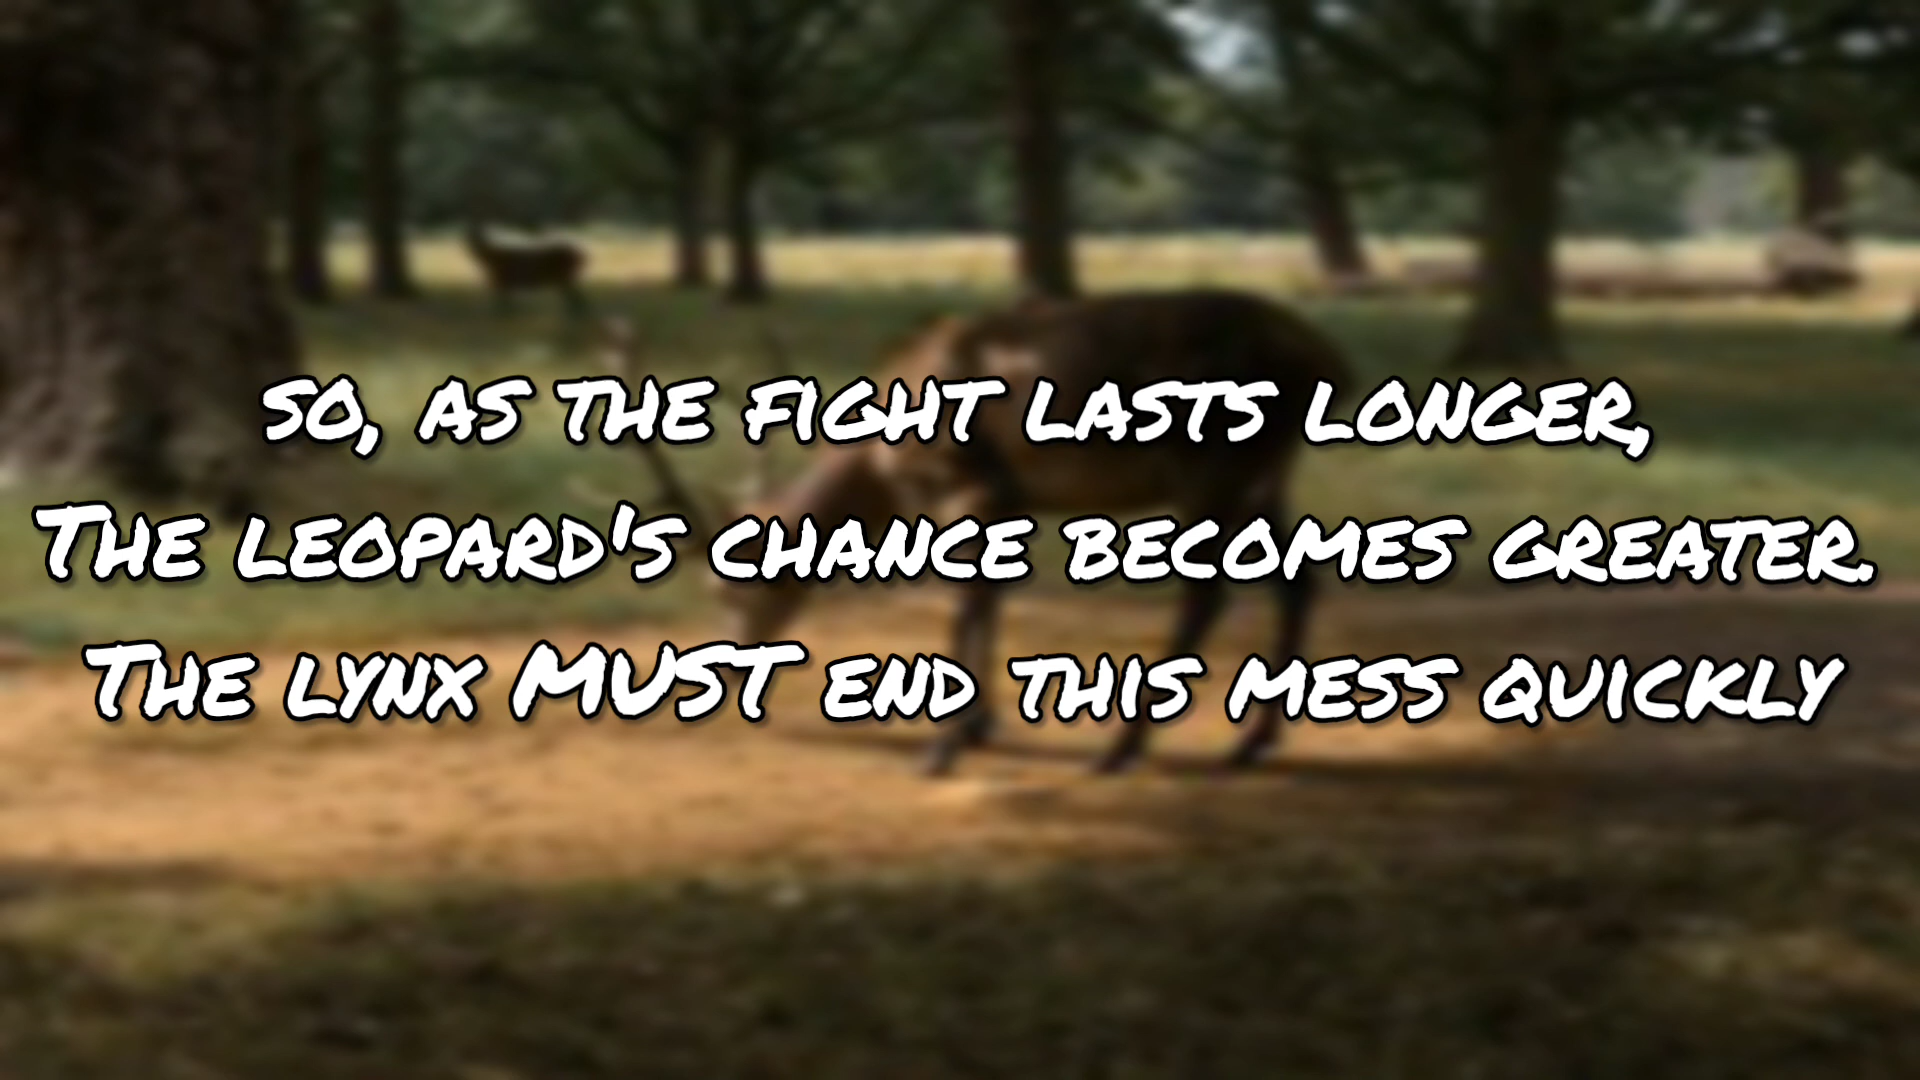 so, as the fight lasts longer,
The leopard's chance becomes greater.
The lynx MUST end this mess quickly